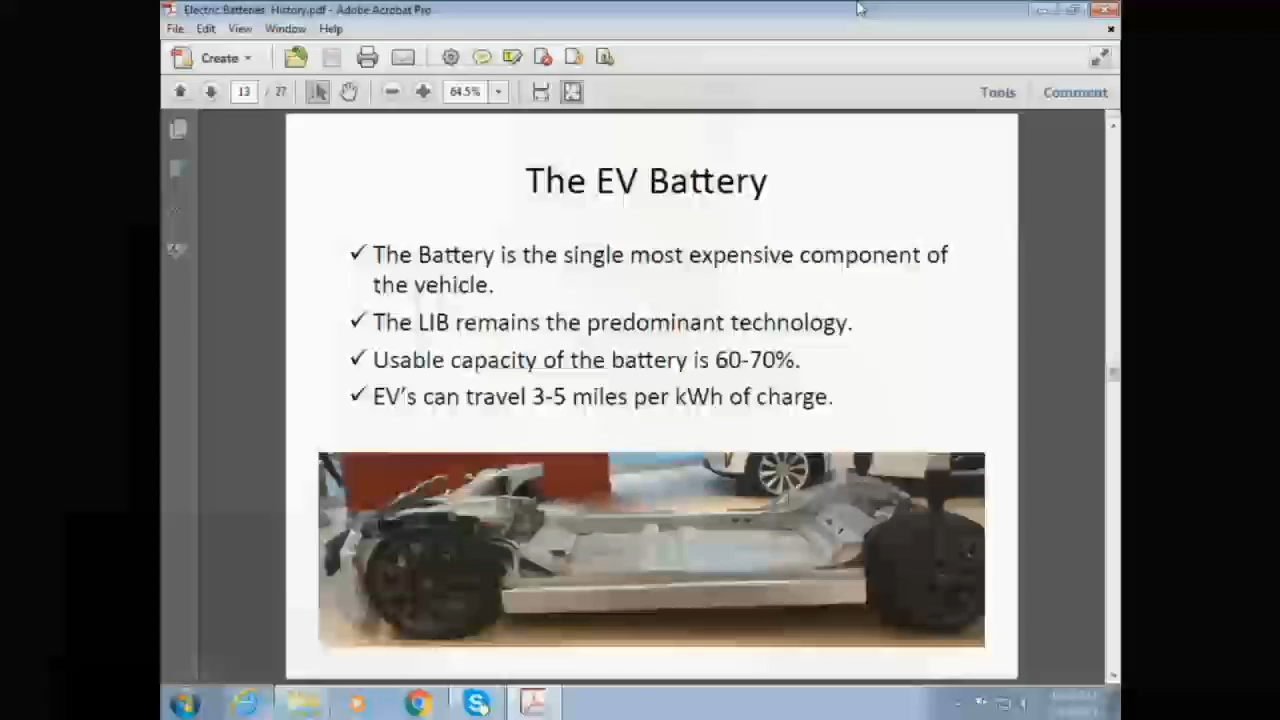 Electric Batteries History.pdf - Adobe Acrobat Pro
File Edit View Window Help
Create
13 / 27 64.5% Tools Comment
The EV Battery
✓ The Battery is the single most expensive component of
the vehicle.
✓ The LIB remains the predominant technology.
✓ Usable capacity of the battery is 60-70%.
✓ EV's can travel 3-5 miles per kWh of charge.